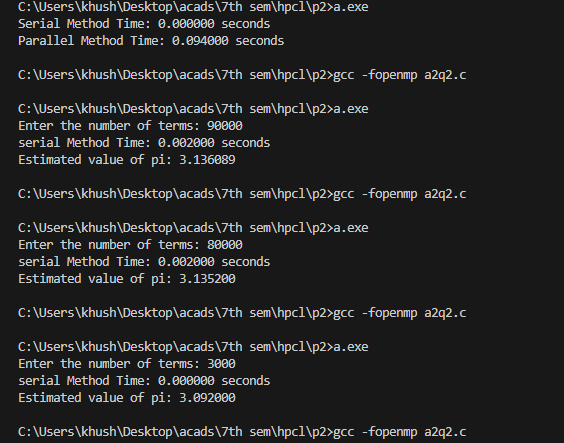 C:\Users\khush\Desktop\acads\7th sem\hpcl\p2>a.exe
Serial Method Time: 0.000000 seconds
Parallel Method Time: 0.094000 seconds
C:\Users\khush\Desktop\acads\7th sem\hpcl\p2>gcc -fopenmp a2q2.c
C:\Users\khush\Desktop\acads\7th sem\hpcl\p2>a.exe
Enter the number of terms: 90000
serial Method Time: 0.002000 seconds
Estimated value of pi: 3.136089
C:\Users\khush\Desktop\acads\7th sem\hpcl\p2>gcc -fopenmp a2q2.c
C:\Users\khush\Desktop\acads\7th sem\hpcl\p2>a.exe
Enter the number of terms: 80000
serial Method Time: 0.002000 seconds
Estimated value of pi: 3.135200
C:\Users\khush\Desktop\acads\7th sem\hpcl\p2>gcc -fopenmp a2q2.c
C:\Users\khush\Desktop\acads\7th sem\hpcl\p2>a.exe
Enter the number of terms: 3000
serial Method Time: 0.000000 seconds
Estimated value of pi: 3.092000
C:\Users\khush\Desktop\acads\7th sem\hpcl\p2>gcc -fopenmp a2q2.c